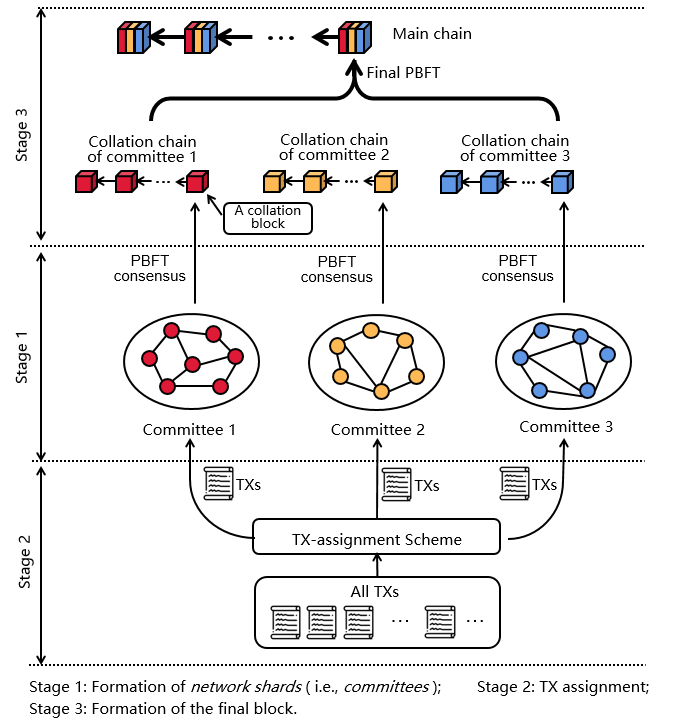 Main chain
Final PBFT
Stage 3
Collation chain
of committee 1
Collation chain
of committee 2
Collation chain
of committee 3
A collation
block
PBFT
consensus
PBFT
consensus
PBFT
consensus
Stage 1
Committee 1
Committee 2
Committee 3
TXs
TXs
TXs
TX-assignment Scheme
Stage 2
All TXs
... ...
Stage 1: Formation of network shards ( i.e., committees ); Stage 2: TX assignment;
Stage 3: Formation of the final block.